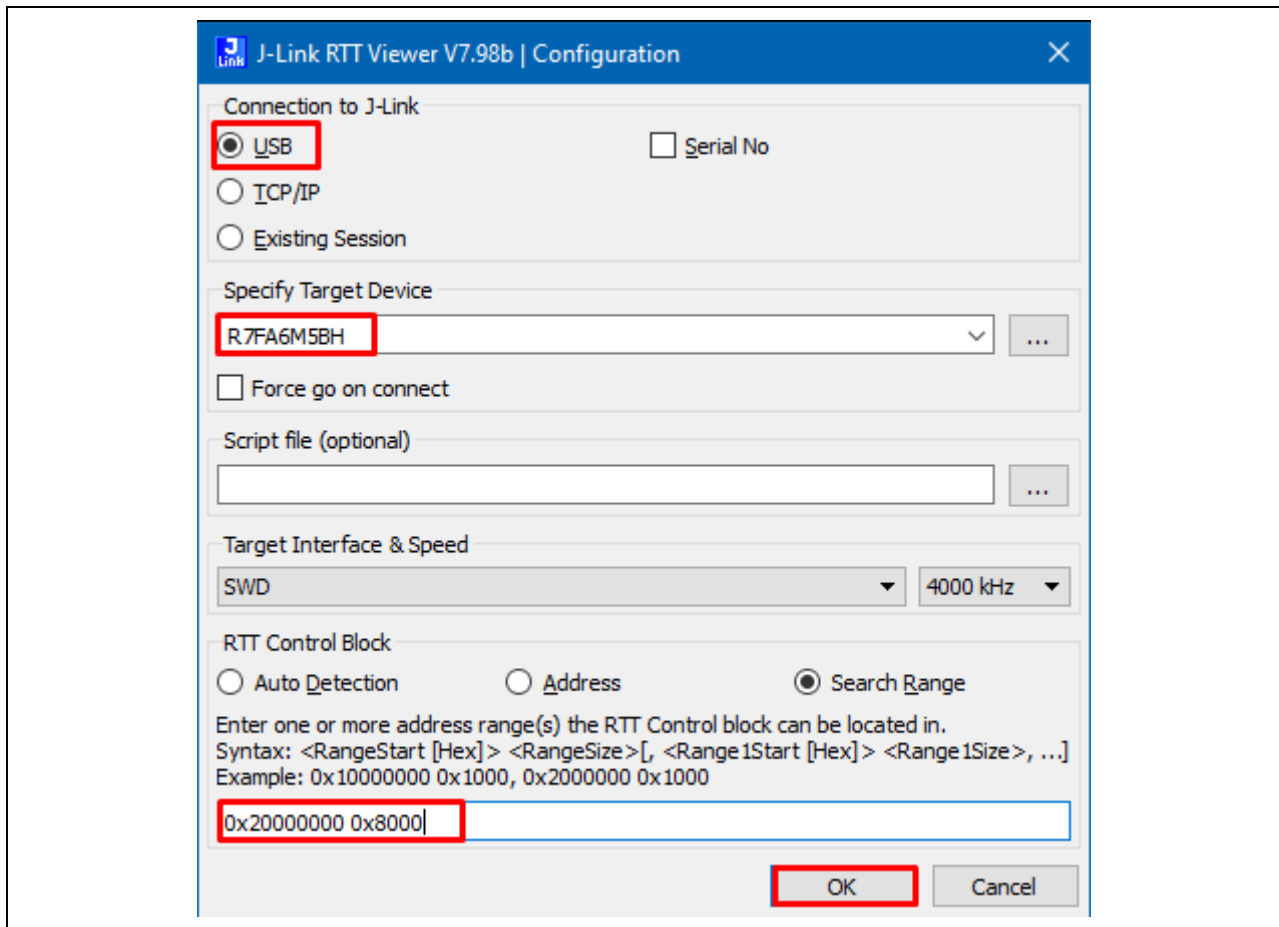 J-Link RTT Viewer V7.98b | Configuration
Connection to J-Link
USB
Serial No
TCP/IP
Existing Session
Specify Target Device
R7FA6M5BH
...
Force go on connect
Script file (optional)
...
Target Interface & Speed
SWD
4000 kHz
RTT Control Block
Auto Detection
Address
Search Range
Enter one or more address range(s) the RTT Control block can be located in.
Syntax: <RangeStart [Hex]> <RangeSize>[, <Range1Start [Hex]> <Range1Size>, ...]
Example: 0x10000000 0x1000, 0x2000000 0x1000
0x20000000 0x8000
OK
Cancel